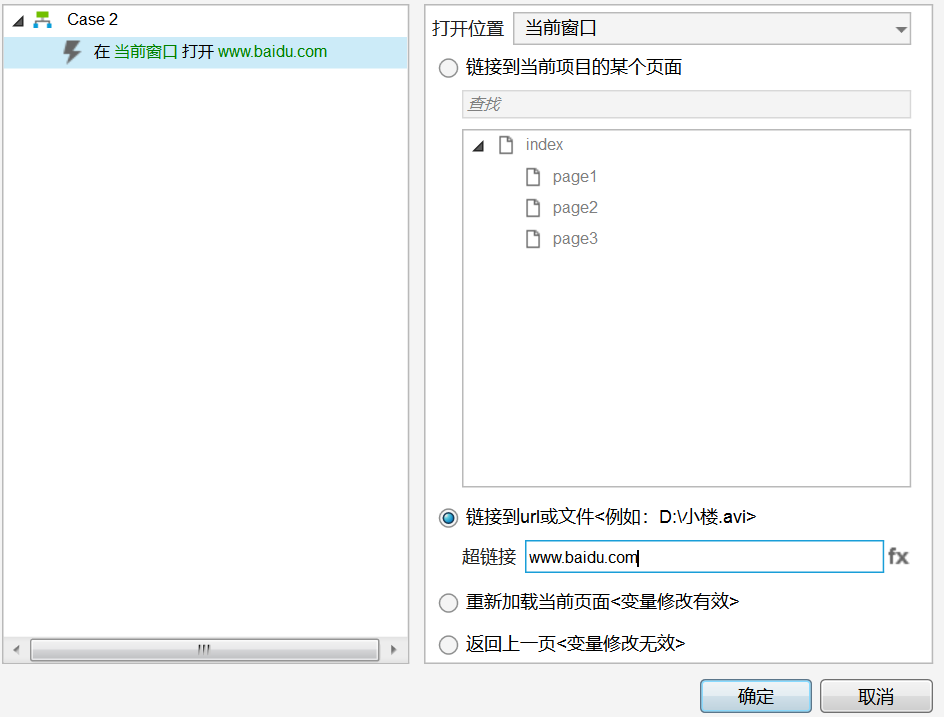 Case 2
在 当前窗口 打开 www.baidu.com
打开位置 当前窗口
链接到当前项目的某个页面
查找
index
page1
page2
page3
链接到url或文件<例如：D:\小楼.avi>
超链接 www.baidu.com fx
重新加载当前页面<变量修改有效>
返回上一页<变量修改无效>
确定 取消